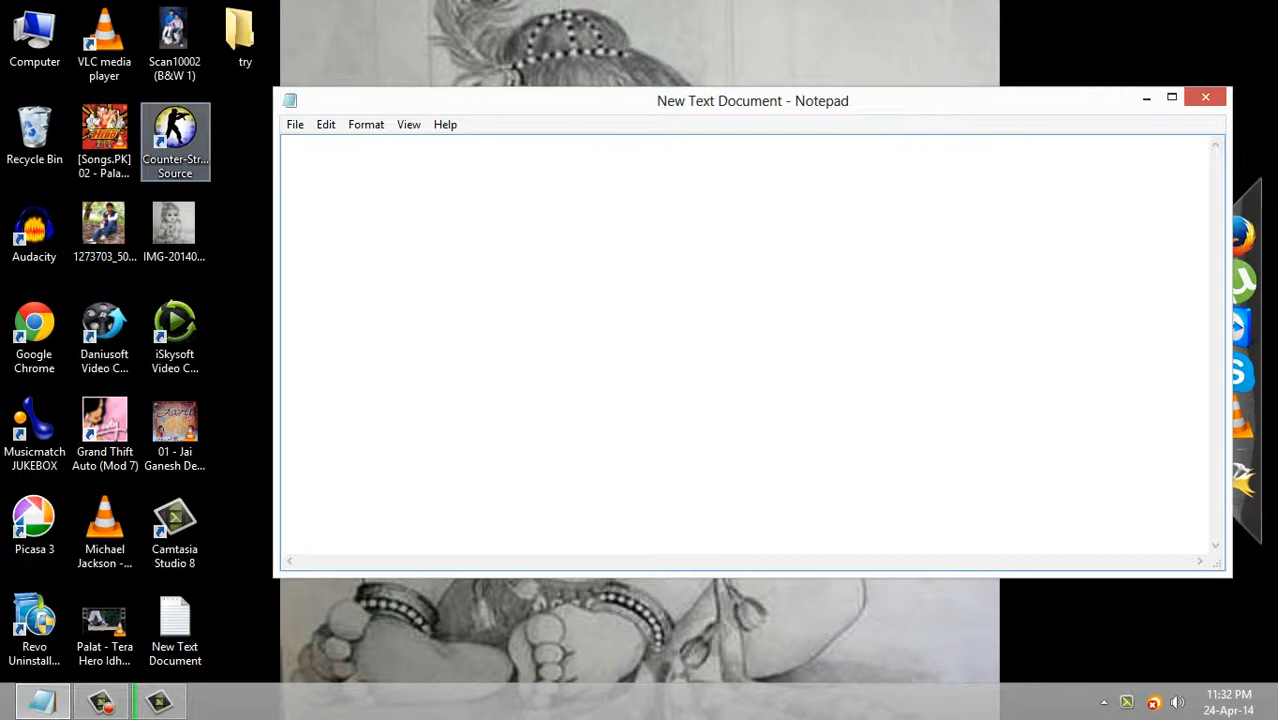 Computer
VLC media
player
Scan10002
(B&W 1)
try
New Text Document - Notepad
File Edit Format View Help
Recycle Bin
[Songs.PK]
02 - Pala...
Counter-Str...
Source
Audacity
1273703_50...
IMG-20140...
Google
Chrome
Daniusoft
Video C...
iSkysoft
Video C...
Musicmatch
JUKEBOX
Grand Thift
Auto (Mod 7)
01 - Jai
Ganesh De...
Picasa 3
Michael
Jackson -...
Camtasia
Studio 8
Revo
Uninstall...
Palat - Tera
Hero Idh...
New Text
Document
11:32 PM
24-Apr-14